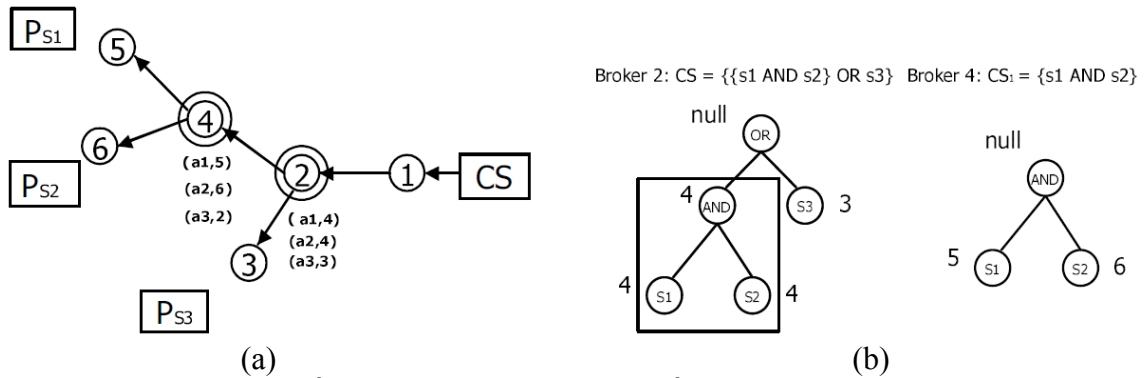 PS1
5
4
6
(a1,5)
(a2,6)
(a3,2)
PS2
2
1
CS
( a1,4)
(a2,4)
(a3,3)
3
PS3
(a)
Broker 2: CS = {{s1 AND s2} OR s3}
null
OR
4
AND
S3
3
4
S1
S2
4
Broker 4: CS1 = {s1 AND s2}
null
AND
5
S1
S2
6
(b)